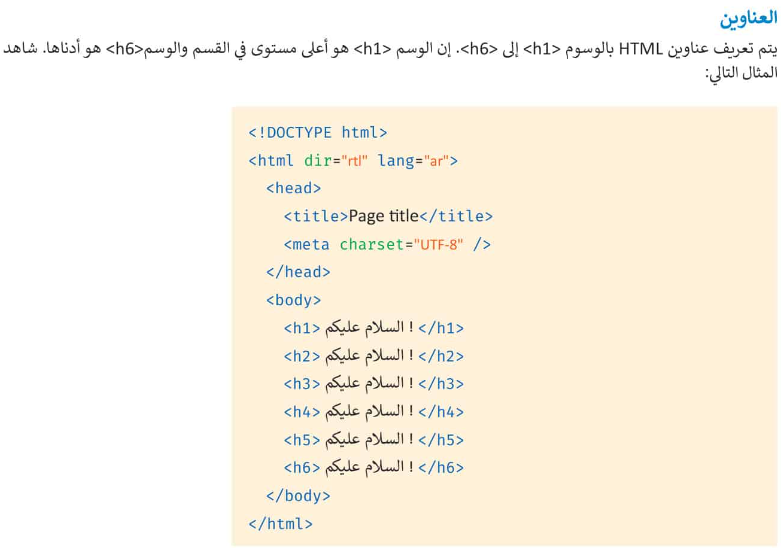 العناوين
يتم تعريف عناوين HTML بالوسوم <h1> إلى <h6>. إن الوسم <h1> هو أعلى مستوى في القسم والوسم<h6> هو أدناها. شاهد
المثال التالي:
<!DOCTYPE html>
<html dir="rtl" lang="ar">
<head>
<title>Page title</title>
<meta charset="UTF-8" />
</head>
<body>
<h1> السلام عليكم ! </h1>
<h2> السلام عليكم ! </h2>
<h3> السلام عليكم ! </h3>
<h4> السلام عليكم ! </h4>
<h5> السلام عليكم ! </h5>
<h6> السلام عليكم ! </h6>
</body>
</html>